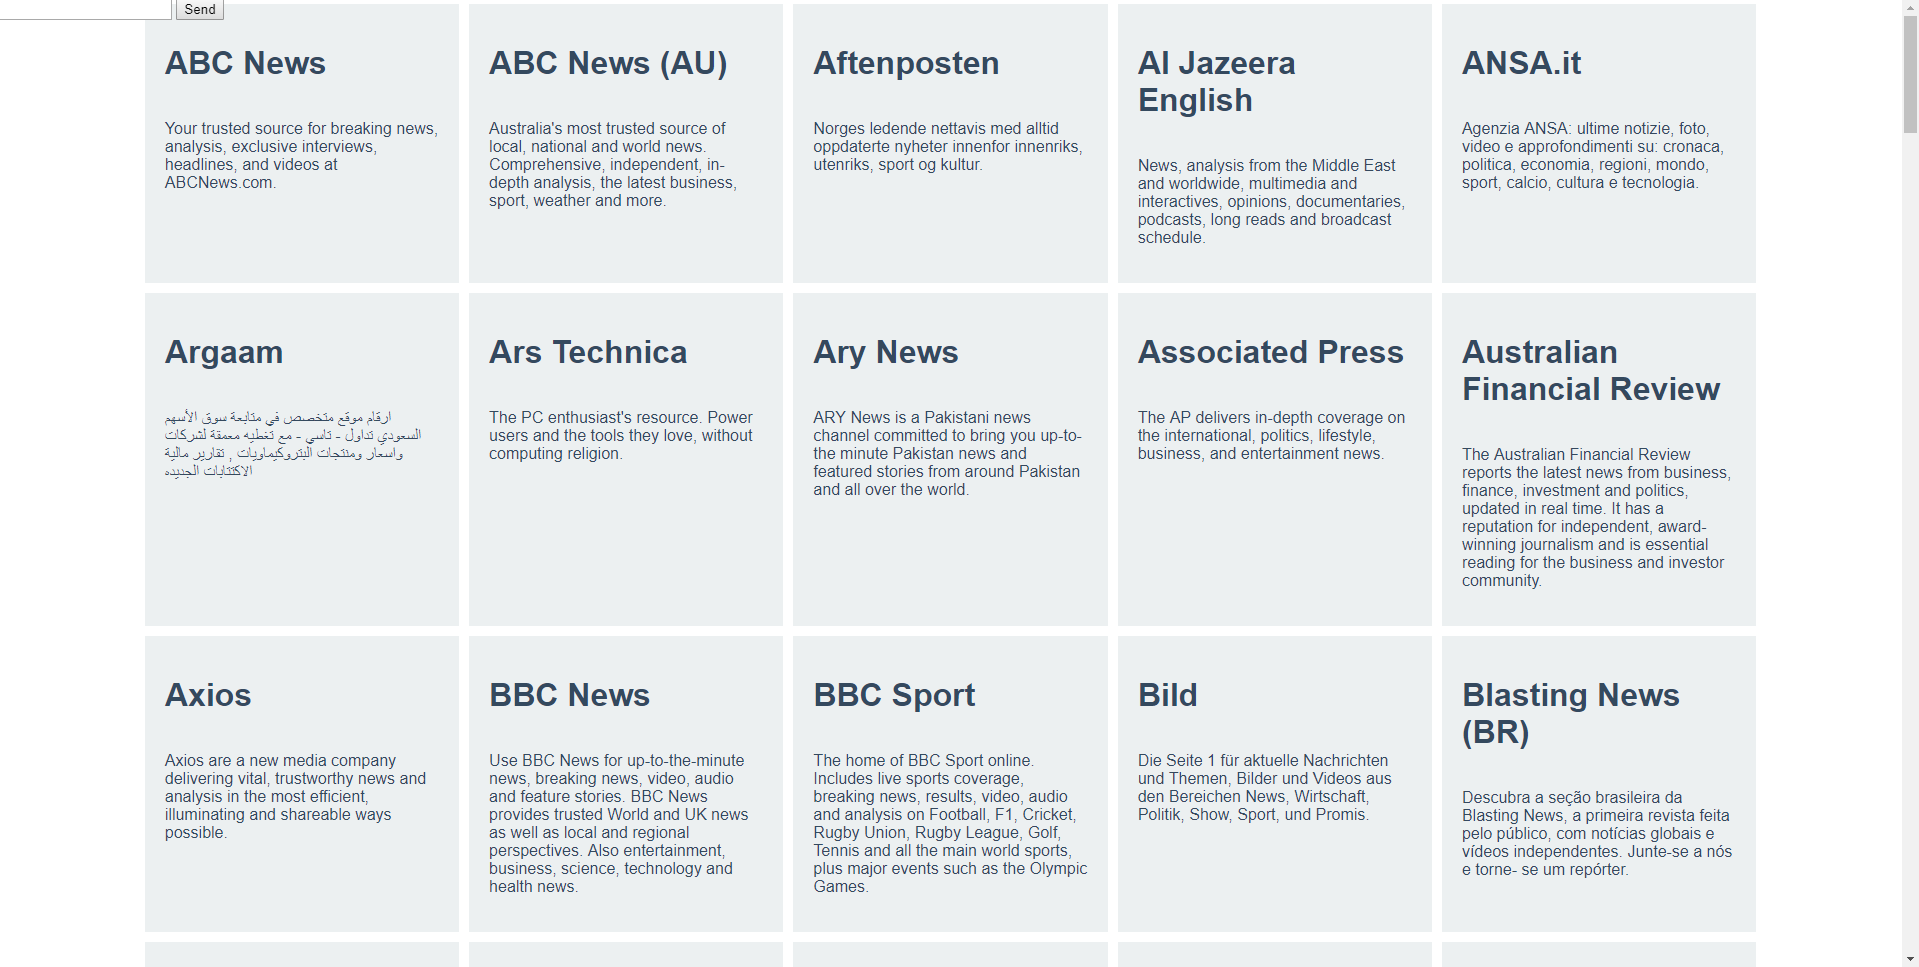 Send
ABC News
Your trusted source for breaking news,
analysis, exclusive interviews,
headlines, and videos at
ABCNews.com.
ABC News (AU)
Australia's most trusted source of
local, national and world news.
Comprehensive, independent, in-
depth analysis, the latest business,
sport, weather and more.
Aftenposten
Norges ledende nettavis med alltid
oppdaterte nyheter innenfor innenriks,
utenriks, sport og kultur.
Al Jazeera
English
News, analysis from the Middle East
and worldwide, multimedia and
interactives, opinions, documentaries,
podcasts, long reads and broadcast
schedule.
ANSA.it
Agenzia ANSA: ultime notizie, foto,
video e approfondimenti su: cronaca,
politica, economia, regioni, mondo,
sport, calcio, cultura e tecnologia.
Argaam
ارقام موقع متخصص في متابعة سوق الأسهم
السعودي تداول - تاسي - مع تغطيه معمقة لشركات
واسعار ومنتجات البتروكيماويات , تقارير مالية
الاكتتابات الجديده
Ars Technica
The PC enthusiast's resource. Power
users and the tools they love, without
computing religion.
Ary News
ARY News is a Pakistani news
channel committed to bring you up-to-
the minute Pakistan news and
featured stories from around Pakistan
and all over the world.
Associated Press
The AP delivers in-depth coverage on
the international, politics, lifestyle,
business, and entertainment news.
Australian
Financial Review
The Australian Financial Review
reports the latest news from business,
finance, investment and politics,
updated in real time. It has a
reputation for independent, award-
winning journalism and is essential
reading for the business and investor
community.
Axios
Axios are a new media company
delivering vital, trustworthy news and
analysis in the most efficient,
illuminating and shareable ways
possible.
BBC News
Use BBC News for up-to-the-minute
news, breaking news, video, audio
and feature stories. BBC News
provides trusted World and UK news
as well as local and regional
perspectives. Also entertainment,
business, science, technology and
health news.
BBC Sport
The home of BBC Sport online.
Includes live sports coverage,
breaking news, results, video, audio
and analysis on Football, F1, Cricket,
Rugby Union, Rugby League, Golf,
Tennis and all the main world sports,
plus major events such as the Olympic
Games.
Bild
Die Seite 1 für aktuelle Nachrichten
und Themen, Bilder und Videos aus
den Bereichen News, Wirtschaft,
Politik, Show, Sport, und Promis.
Blasting News
(BR)
Descubra a seção brasileira da
Blasting News, a primeira revista feita
pelo público, com notícias globais e
vídeos independentes. Junte-se a nós
e torne- se um repórter.